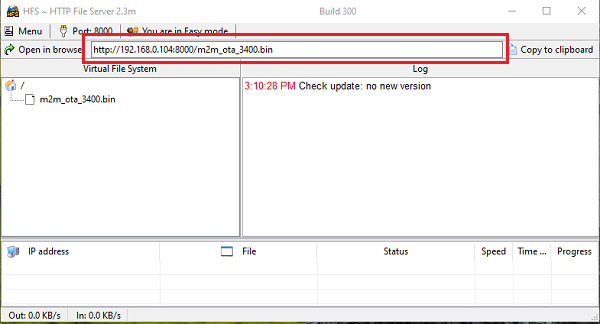 HFS ~ HTTP File Server 2.3m Build 300
Menu Port: 8000 You are in Easy mode
Open in browser http://192.168.0.104:8000/m2m_ota_3400.bin Copy to clipboard
Virtual File System Log
/ 3:10:28 PM Check update: no new version
m2m_ota_3400.bin
IP address File Status Speed Time ... Progress
Out: 0.0 KB/s In: 0.0 KB/s